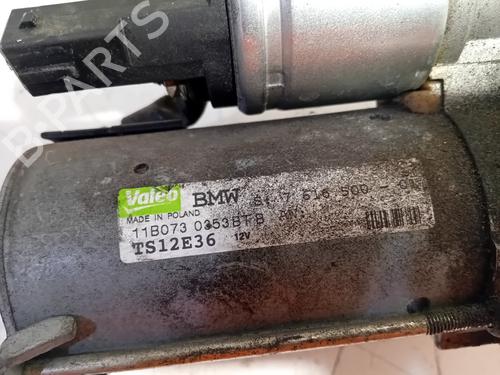 B-PARTS
Valeo BMW
MADE IN POLAND
11B073 0353BTB
TS12E36 12V